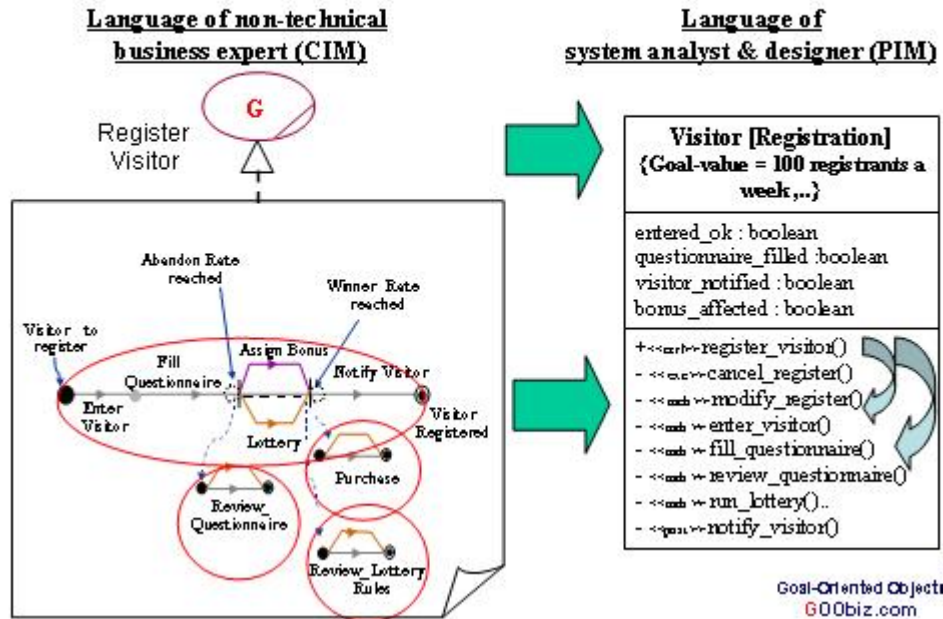 Language of non-technical
business expert (CIM)
G
Register
Visitor
Abandon Rate
reached
Winner Rate
reached
Visitor to
register
Fill
Questionnaire
Assign Bonus
Notify Visitor
Enter
Visitor
Lottery
Visitor
Registered
Purchase
Review_
Questionnaire
Review_Lottery
Rules
Language of
system analyst & designer (PIM)
Visitor [Registration]
{Goal-value = 100 registrants a
week ,..}
entered_ok : boolean
questionnaire_filled :boolean
visitor_notified : boolean
bonus_affected : boolean
register_visitor()
cancel_register()
modify_register()
enter_visitor()
fill_questionnaire()
review_questionnaire()
run_lottery()..
notify_visitor()
Goal-Oriented Objecti
GOObiz.com